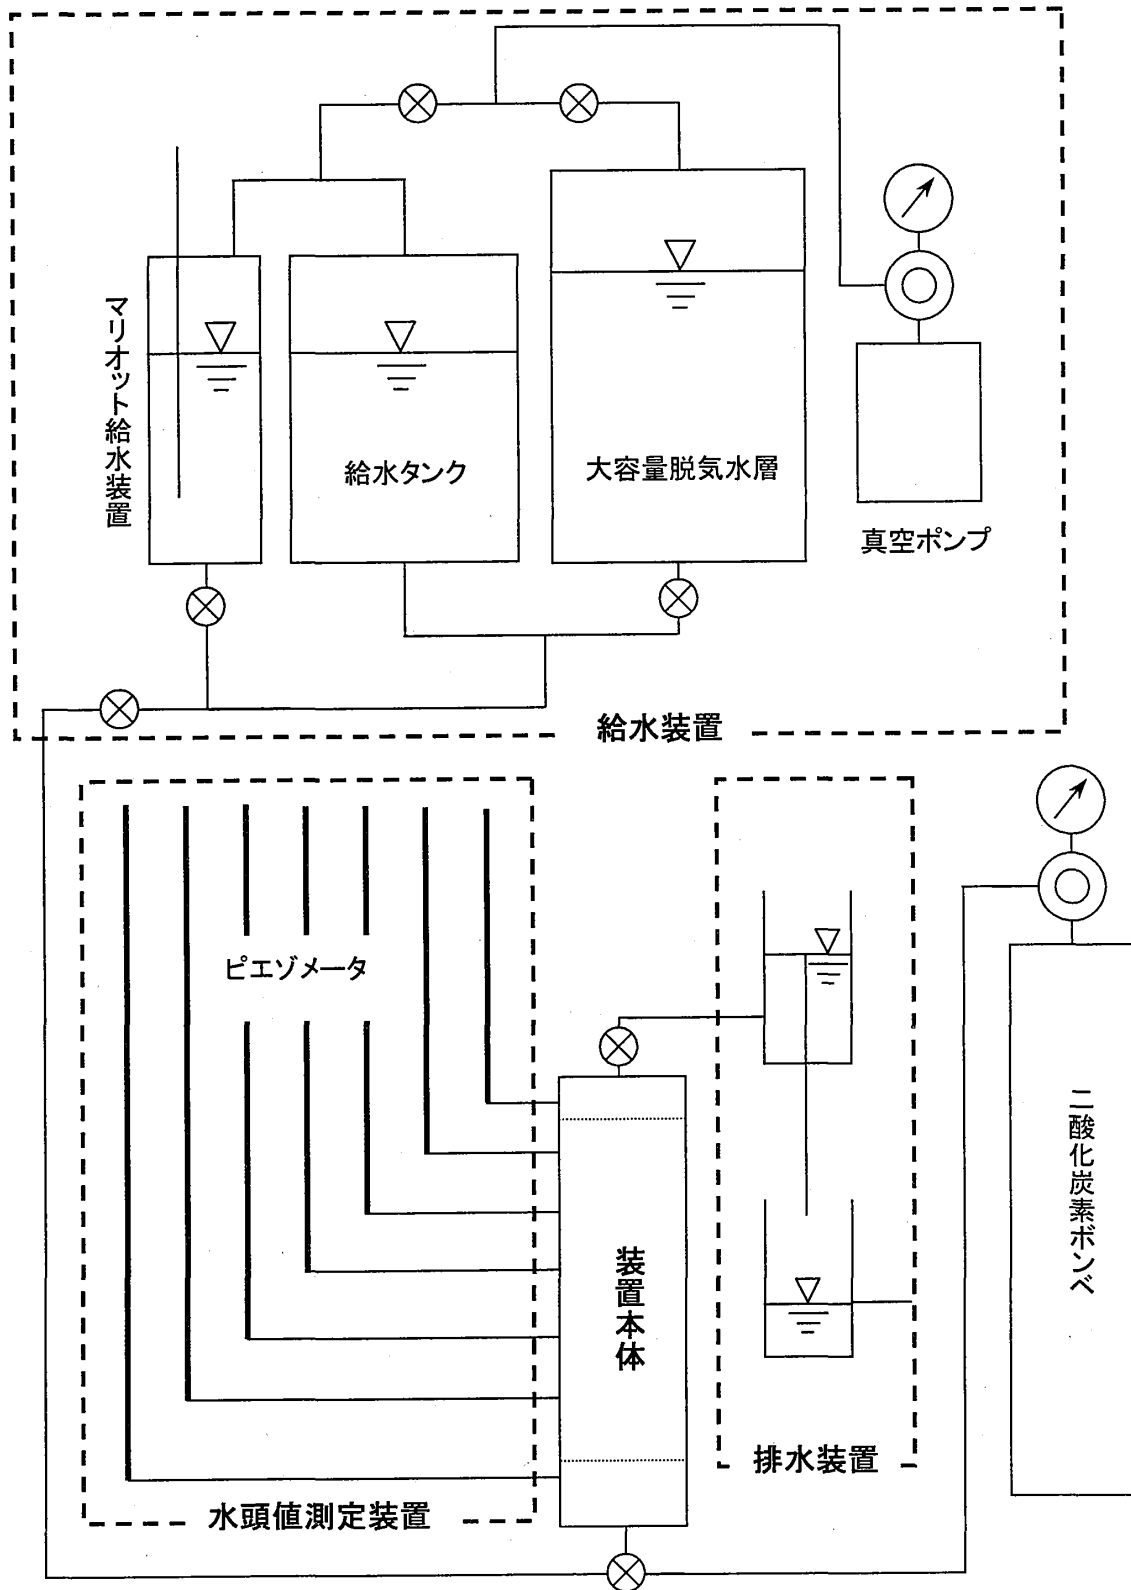 マリオット給水装置
給水タンク
大容量脱気水層
真空ポンプ
給水装置
ピエゾメータ
装置本体
二酸化炭素ボンベ
排水装置
水頭値測定装置